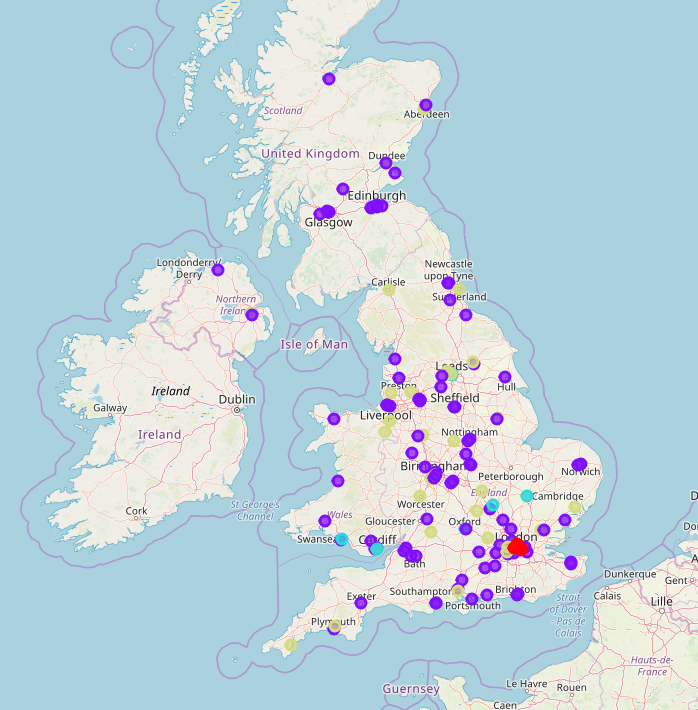 Scotland
Aberdeen
United Kingdom
Dundee
Edinburgh
Glasgow
Londonderry/
Derry
Newcastle
upon Tyne
Carlisle
Sunderland
Northern
Ireland
Isle of Man
Leeds
Preston
Hull
Ireland
Dublin
Sheffield
Galway
Liverpool
Ireland
Nottingham
Birmingham
Norwich
Peterborough
England
Cambridge
Worcester
St George's
Channel
Wales
Cork
Gloucester
Oxford
Swansea
Cardiff
London
Bath
Dunkerque
Calais
Gent
Southampton
Brighton
Strait
of Dover
- Pas de
Calais
Lille
Exeter
Portsmouth
Plymouth
Hauts-de-
France
Guernsey
Le Havre
Rouen
Caen